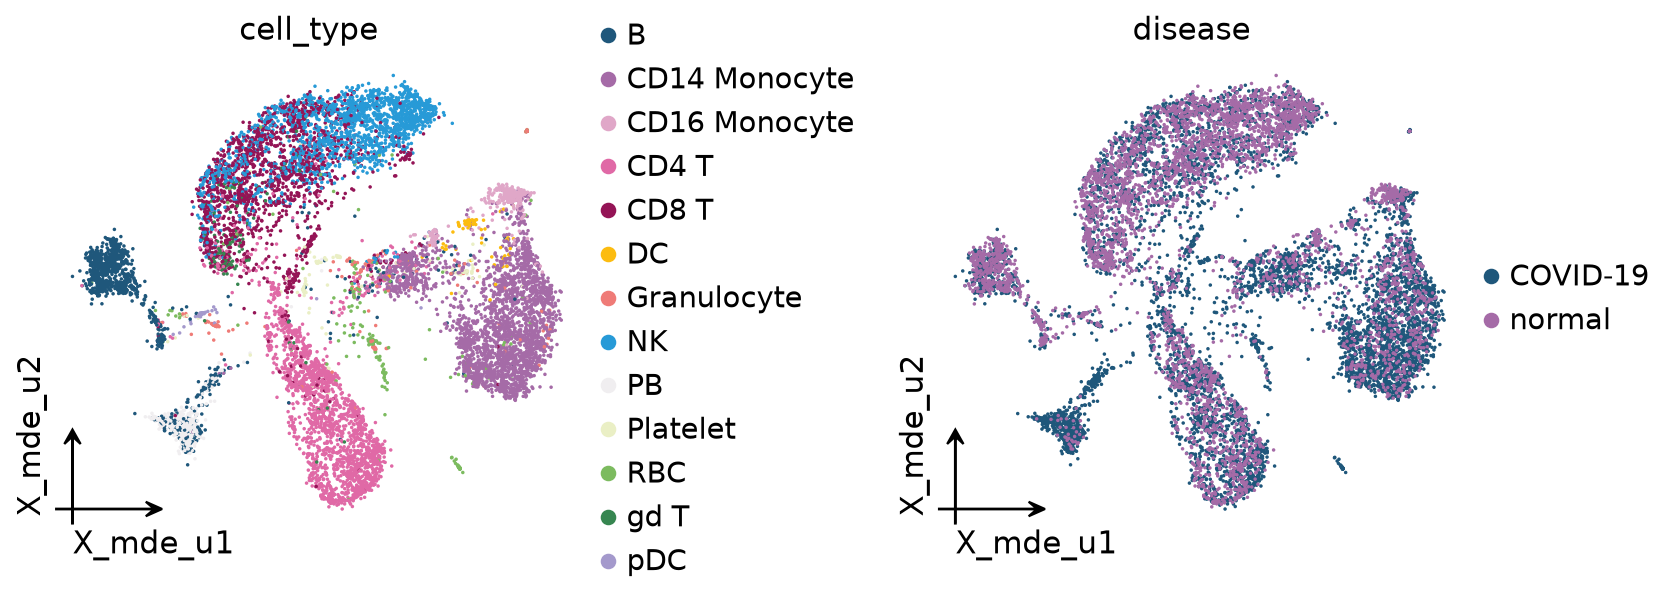 cell_type
B
CD14 Monocyte
CD16 Monocyte
CD4 T
CD8 T
DC
Granulocyte
NK
PB
Platelet
RBC
gd T
pDC
X_mde_u2
X_mde_u1
disease
COVID-19
normal
X_mde_u2
X_mde_u1